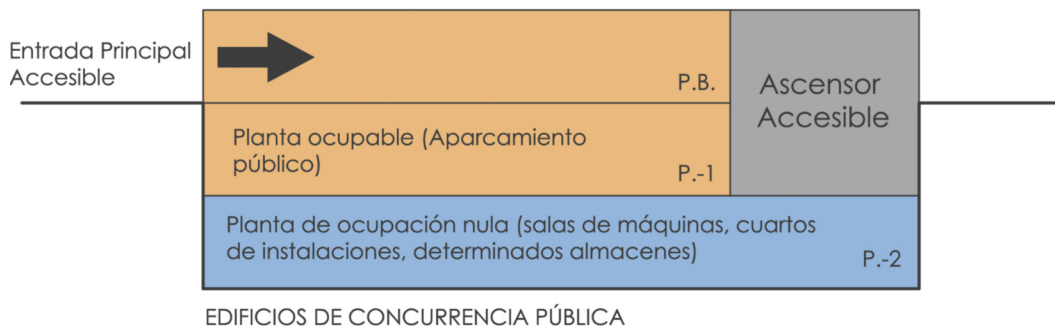 Entrada Principal
Accesible
P.B.
Ascensor
Accesible
Planta ocupable (Aparcamiento
público)
P.-1
Planta de ocupación nula (salas de máquinas, cuartos
de instalaciones, determinados almacenes)
P.-2
EDIFICIOS DE CONCURRENCIA PÚBLICA